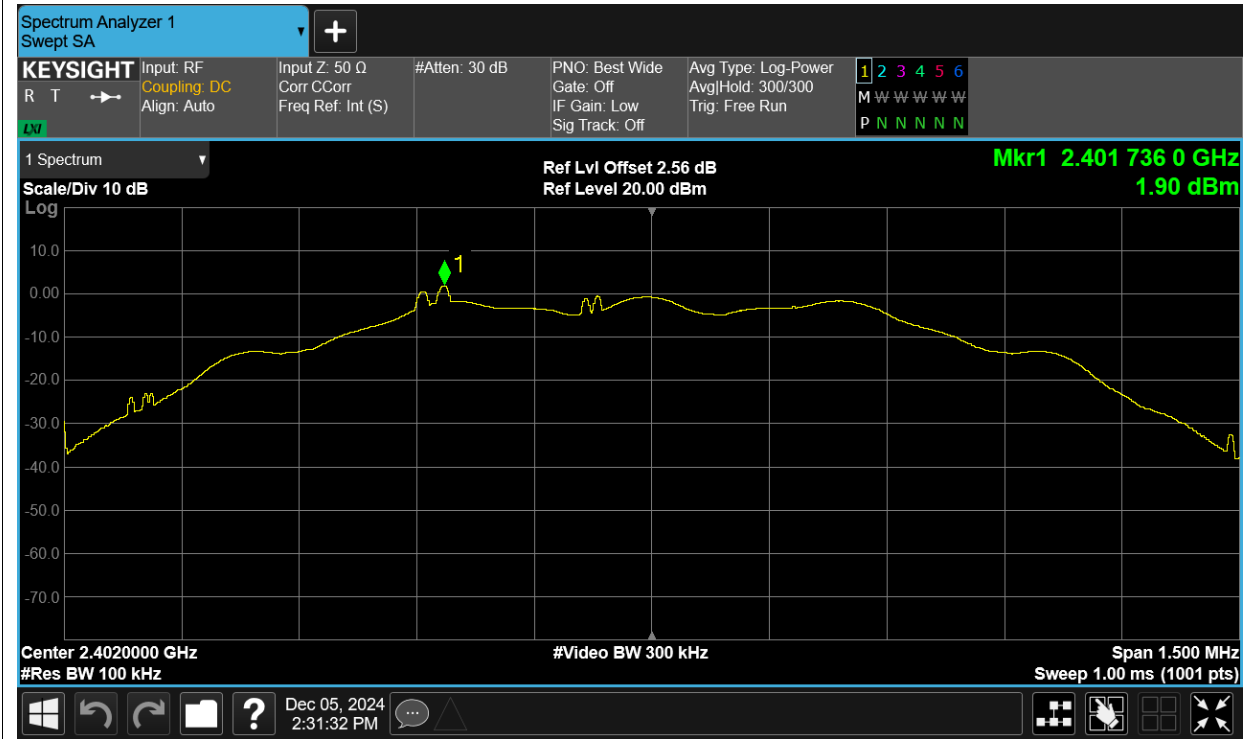 Spectrum Analyzer 1
Swept SA
KEYSIGHT
R T
LXI
Input: RF
Coupling: DC
Align: Auto
Input Z: 50 Ω
Corr CCorr
Freq Ref: Int (S)
#Atten: 30 dB
PNO: Best Wide
Gate: Off
IF Gain: Low
Sig Track: Off
Avg Type: Log-Power
Avg|Hold: 300/300
Trig: Free Run
1 2 3 4 5 6
M W W W W W
P N N N N N
1 Spectrum
Scale/Div 10 dB
Ref Lvl Offset 2.56 dB
Ref Level 20.00 dBm
Mkr1 2.401 736 0 GHz
1.90 dBm
Log
10.0
0.00
-10.0
-20.0
-30.0
-40.0
-50.0
-60.0
-70.0
1
Center 2.4020000 GHz
#Res BW 100 kHz
#Video BW 300 kHz
Span 1.500 MHz
Sweep 1.00 ms (1001 pts)
?
Dec 05, 2024
2:31:32 PM